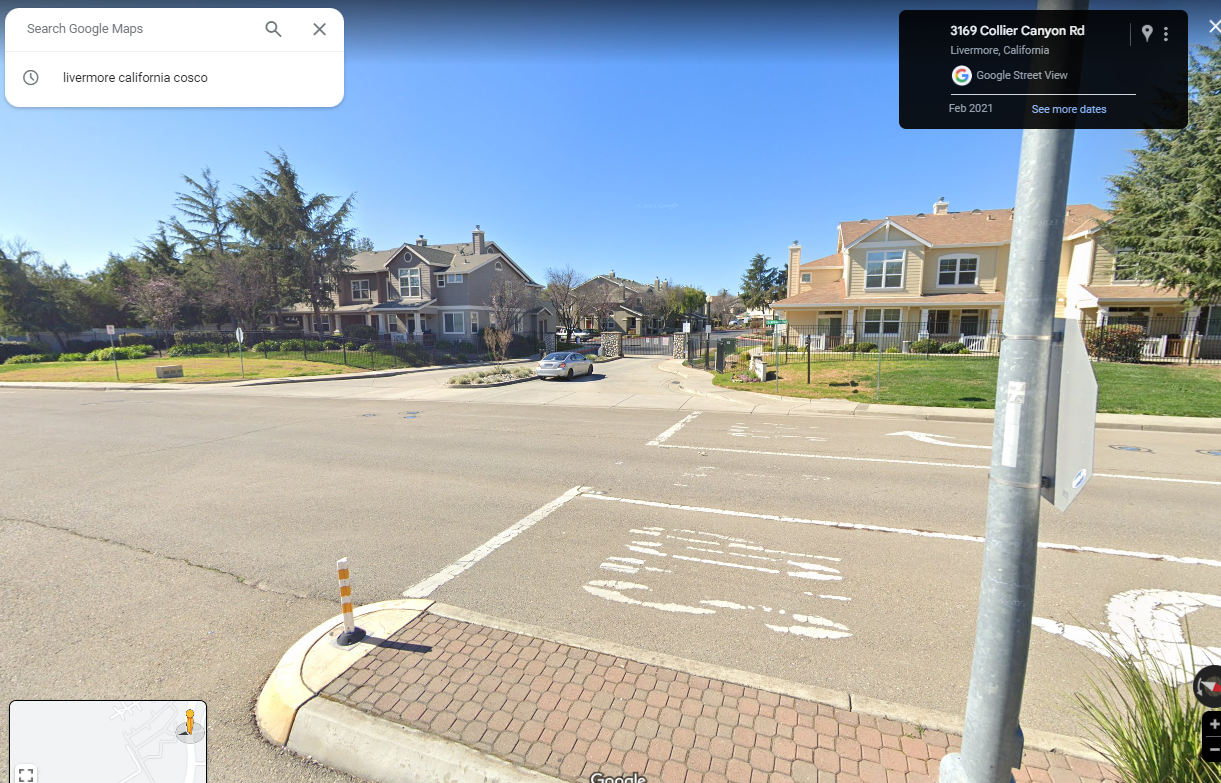 Search Google Maps
livermore california cosco
3169 Collier Canyon Rd
Livermore, California
Google Street View
Feb 2021
See more dates
Google